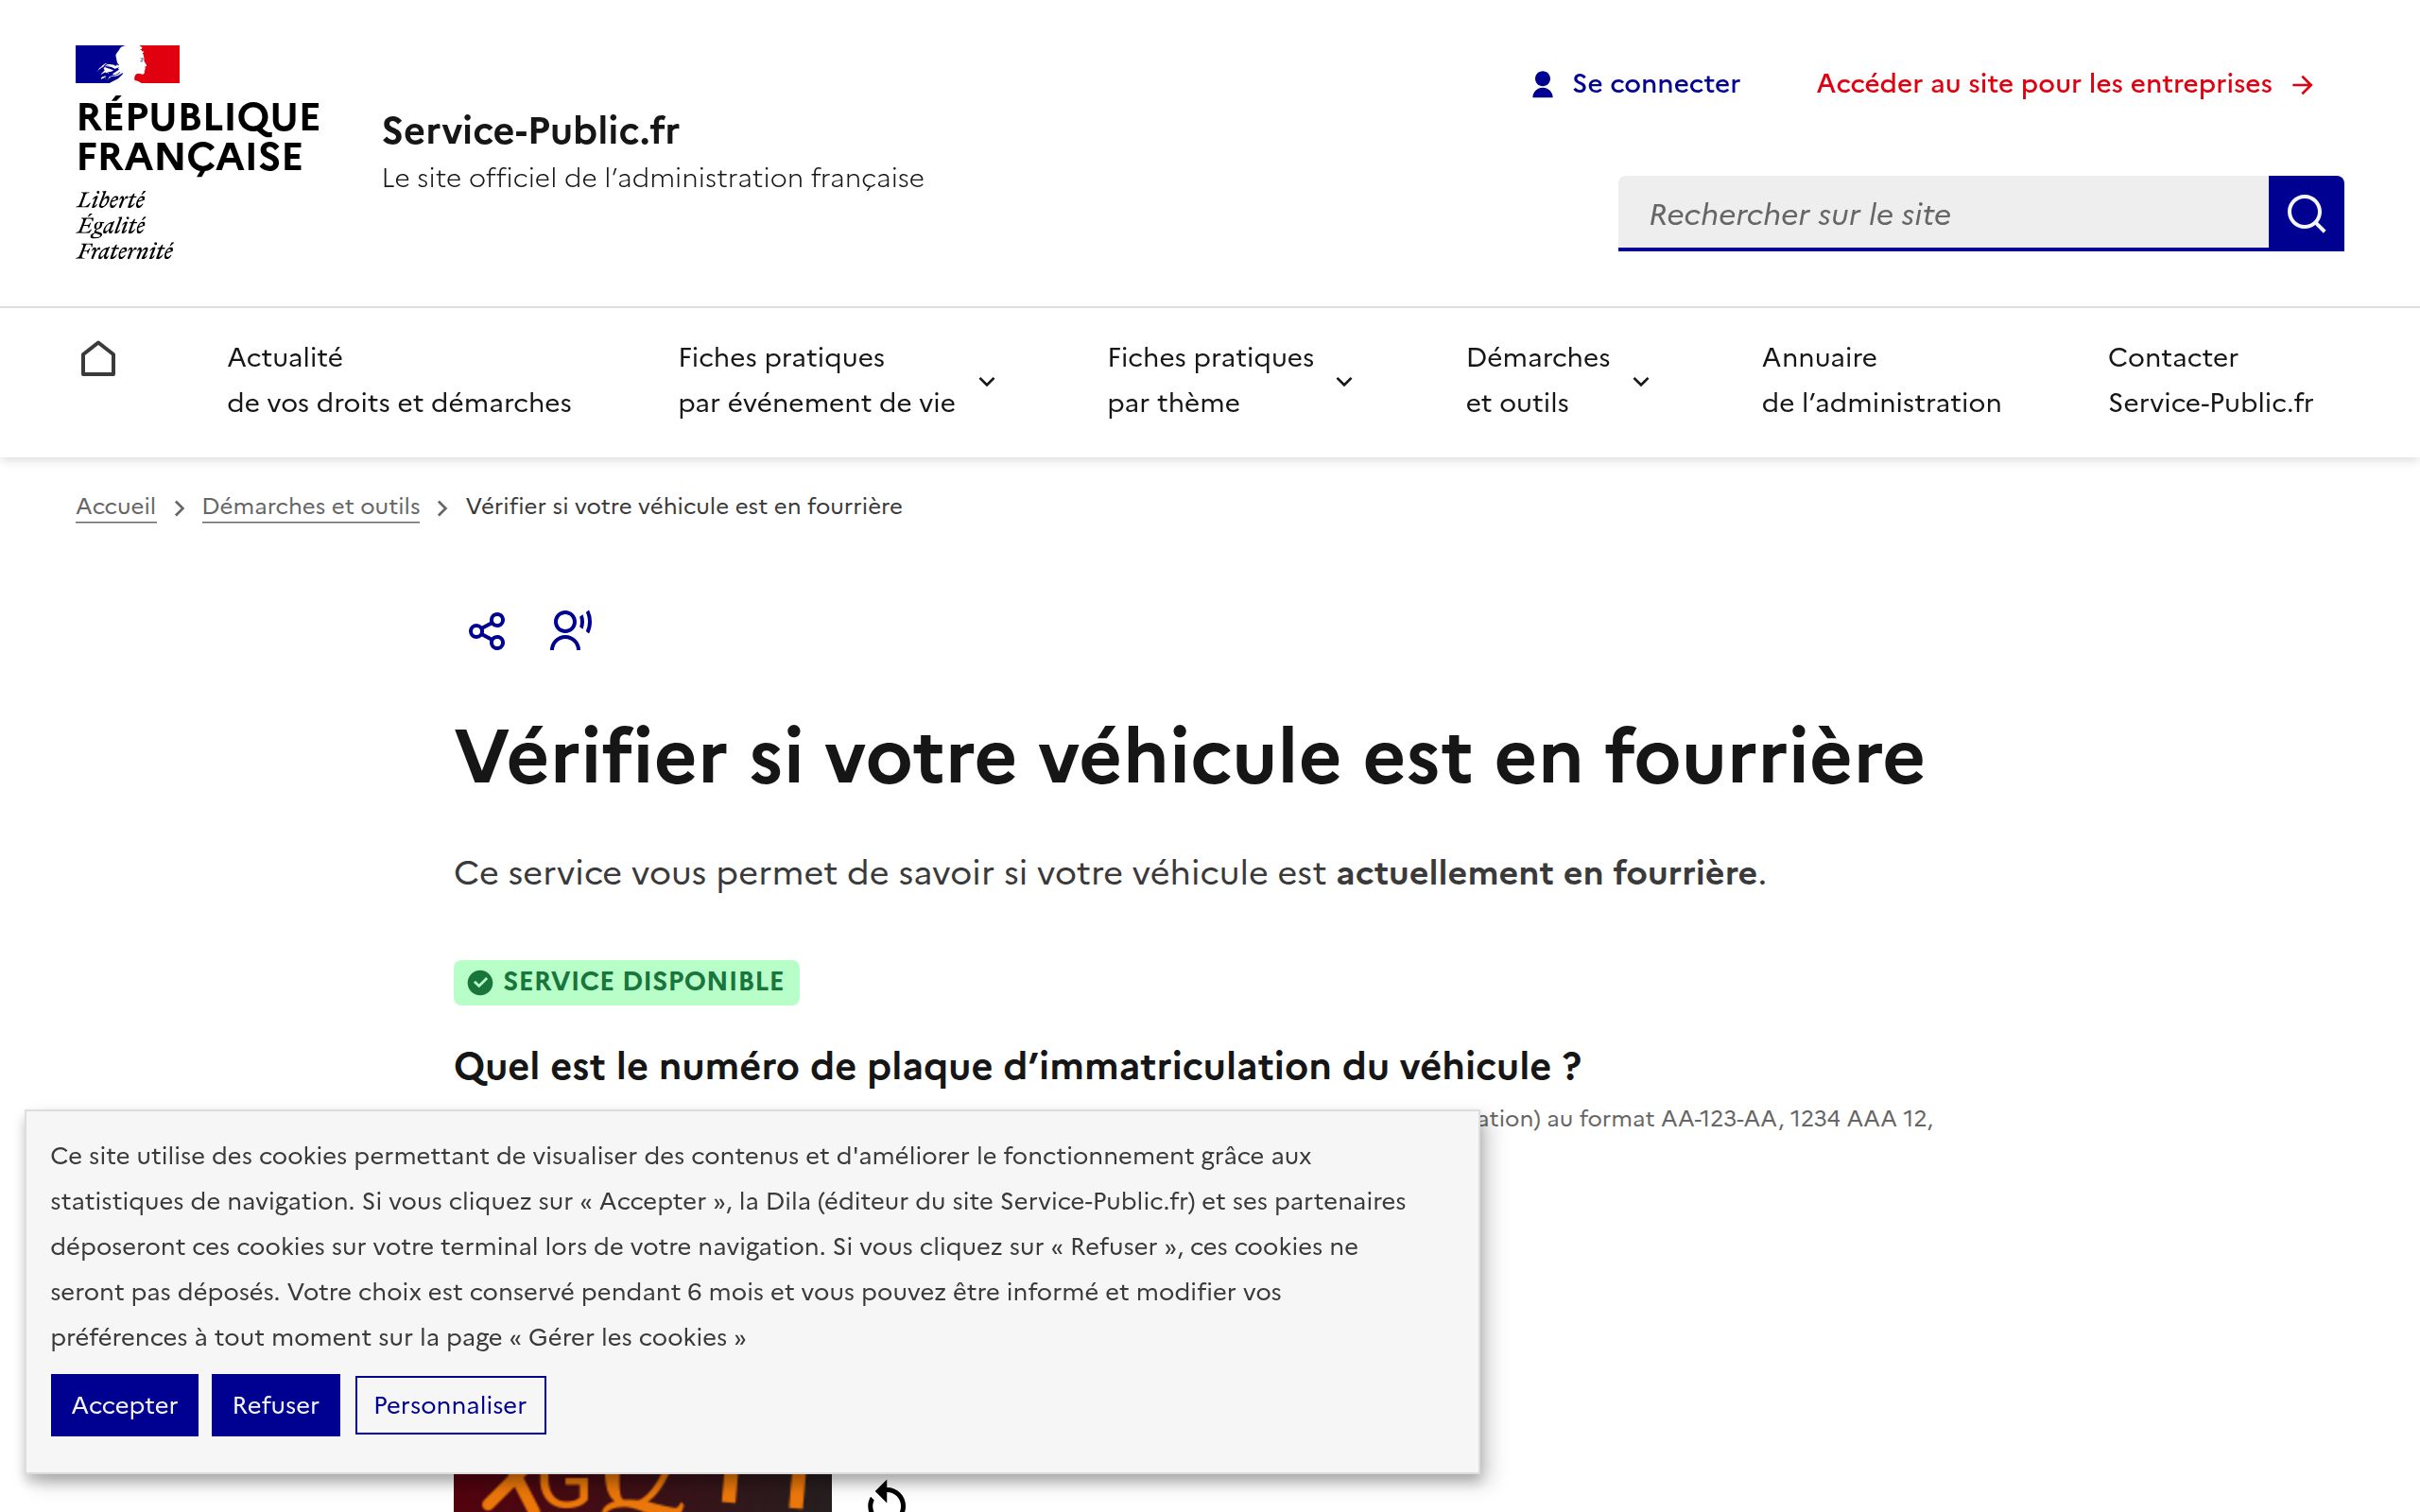 RÉPUBLIQUE
FRANÇAISE
Liberté
Égalité
Fraternité
Service-Public.fr
Le site officiel de l’administration française
Se connecter
Accéder au site pour les entreprises
Rechercher sur le site
Actualité
de vos droits et démarches
Fiches pratiques
par événement de vie
Fiches pratiques
par thème
Démarches
et outils
Annuaire
de l’administration
Contacter
Service-Public.fr
Accueil
Démarches et outils
Vérifier si votre véhicule est en fourrière
Vérifier si votre véhicule est en fourrière
Ce service vous permet de savoir si votre véhicule est actuellement en fourrière.
SERVICE DISPONIBLE
Quel est le numéro de plaque d’immatriculation du véhicule ?
ation) au format AA-123-AA, 1234 AAA 12,
Ce site utilise des cookies permettant de visualiser des contenus et d'améliorer le fonctionnement grâce aux
statistiques de navigation. Si vous cliquez sur « Accepter », la Dila (éditeur du site Service-Public.fr) et ses partenaires
déposeront ces cookies sur votre terminal lors de votre navigation. Si vous cliquez sur « Refuser », ces cookies ne
seront pas déposés. Votre choix est conservé pendant 6 mois et vous pouvez être informé et modifier vos
préférences à tout moment sur la page « Gérer les cookies »
Accepter
Refuser
Personnaliser